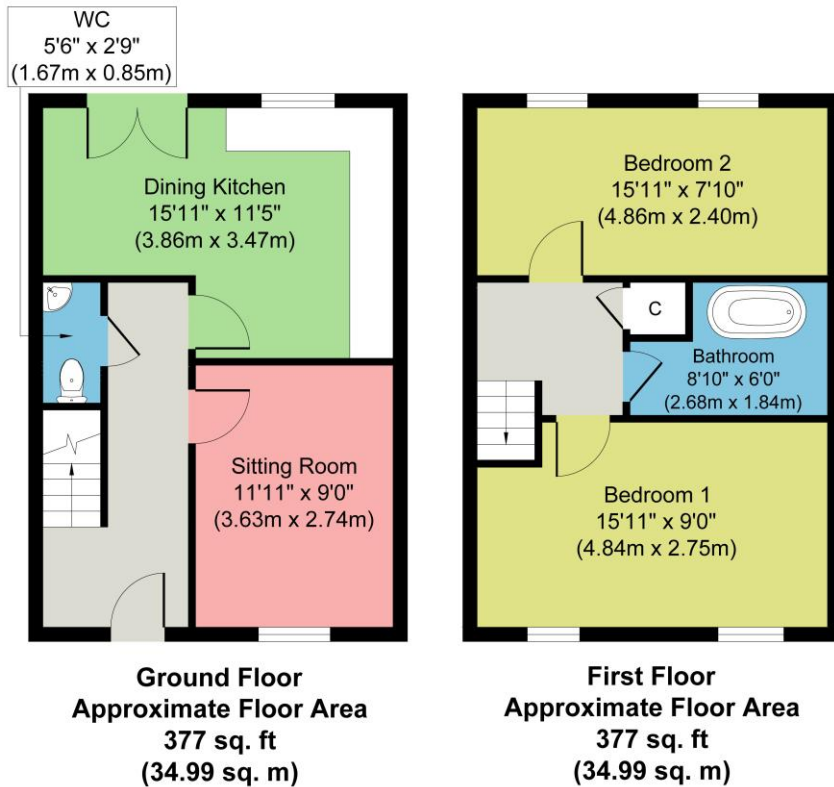 WC
5'6" x 2'9"
(1.67m x 0.85m)
Dining Kitchen
15'11" x 11'5"
(3.86m x 3.47m)
Sitting Room
11'11" x 9'0"
(3.63m x 2.74m)
Ground Floor
Approximate Floor Area
377 sq. ft
(34.99 sq. m)
Bedroom 2
15'11" x 7'10"
(4.86m x 2.40m)
C
Bathroom
8'10" x 6'0"
(2.68m x 1.84m)
Bedroom 1
15'11" x 9'0"
(4.84m x 2.75m)
First Floor
Approximate Floor Area
377 sq. ft
(34.99 sq. m)